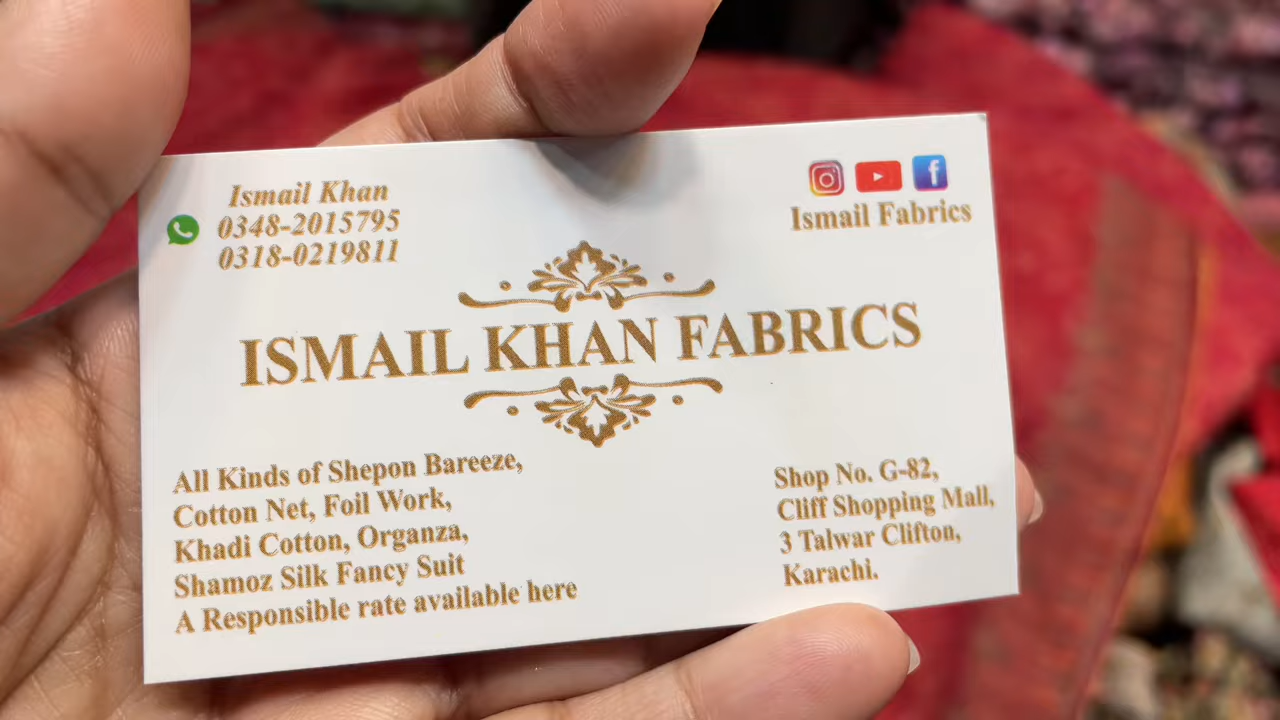 Ismail Khan
0348-2015795
0318-0219811
Ismail Fabrics
ISMAIL KHAN FABRICS
All Kinds of Shepon Bareeze,
Cotton Net, Foil Work,
Khadi Cotton, Organza,
Shamoz Silk Fancy Suit
A Responsible rate available here
Shop No. G-82,
Cliff Shopping Mall,
3 Talwar Clifton,
Karachi.